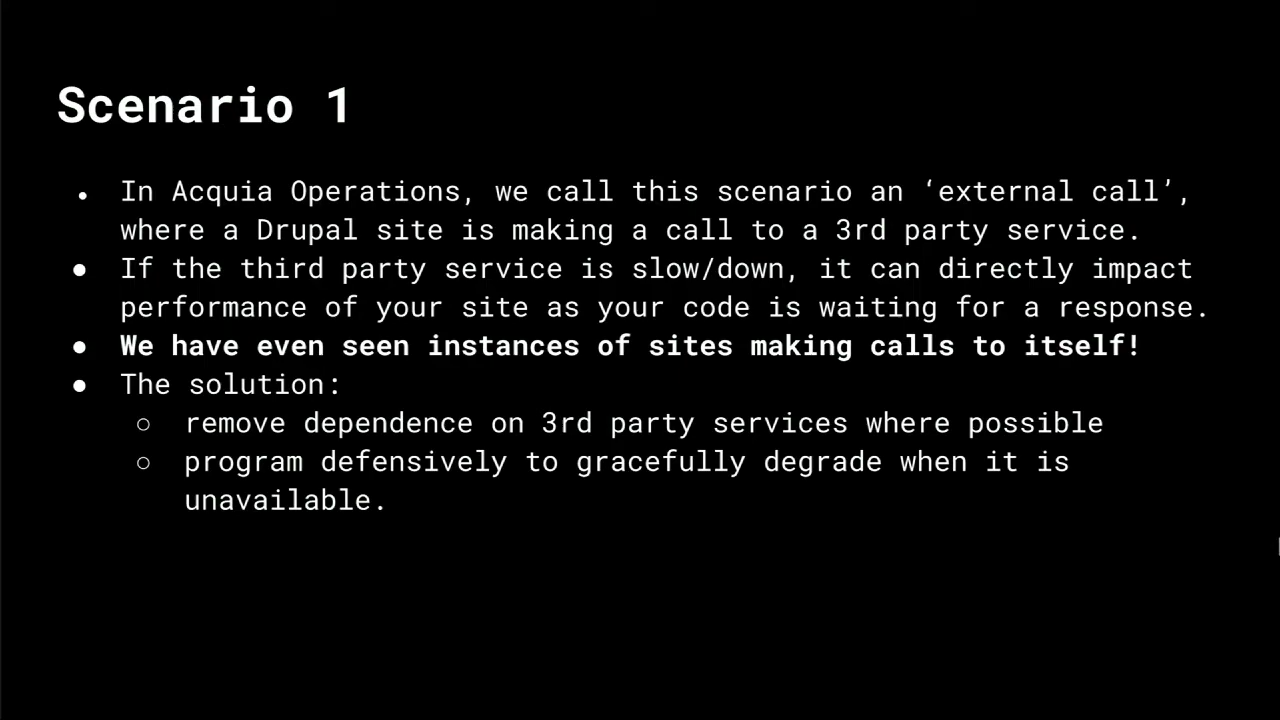 Scenario 1
● In Acquia Operations, we call this scenario an ‘external call’,
where a Drupal site is making a call to a 3rd party service.
● If the third party service is slow/down, it can directly impact
performance of your site as your code is waiting for a response.
● We have even seen instances of sites making calls to itself!
● The solution:
○ remove dependence on 3rd party services where possible
○ program defensively to gracefully degrade when it is
unavailable.